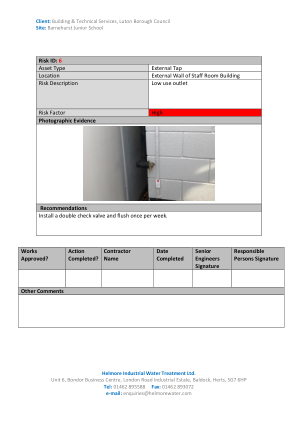 Client: Building & Technical Services, Luton Borough Council
Site: Barnehurst Junior School
Risk ID: 6
Asset Type External Tap
Location External Wall of Staff Room Building
Risk Description Low use outlet
Risk Factor High
Photographic Evidence
Recommendations
Install a double check valve and flush once per week.
Works Approved? Action Completed? Contractor Name Date Completed Senior Engineers Signature Responsible Persons Signature
Other Comments
Helmore Industrial Water Treatment Ltd.
Unit 6, Bondor Business Centre, London Road Industrial Estate, Baldock, Herts, SG7 6HP
Tel: 01462 895588 Fax: 01462 893872
e-mail: enquiries@helmorewater.com